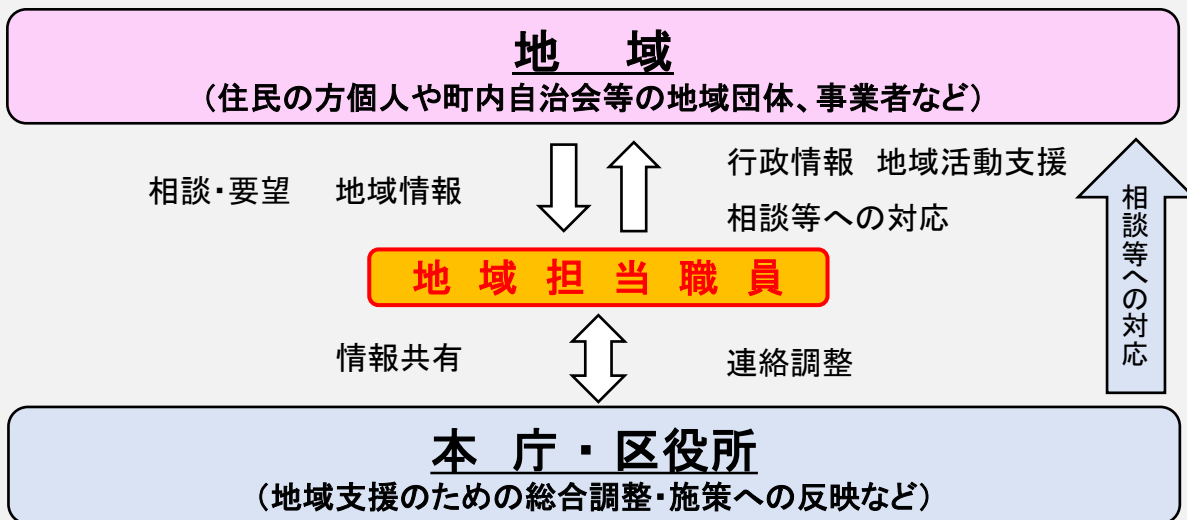 地　域
（住民の方個人や町内自治会等の地域団体、事業者など）
相談・要望　地域情報
行政情報　地域活動支援
相談等への対応
相談等への対応
地域担当職員
情報共有
連絡調整
本庁・区役所
（地域支援のための総合調整・施策への反映など）